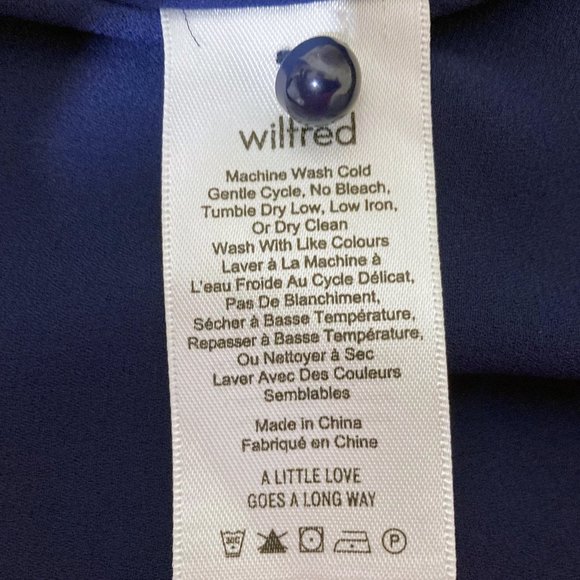 wilfred
Machine Wash Cold
Gentle Cycle, No Bleach,
Tumble Dry Low, Low Iron,
Or Dry Clean
Wash With Like Colours
Laver à La Machine à
L'eau Froide Au Cycle Délicat,
Pas De Blanchiment,
Sécher à Basse Température,
Repasser à Basse Température,
Ou Nettoyer à Sec
Laver Avec Des Couleurs
Semblables
Made in China
Fabriqué en Chine
A LITTLE LOVE
GOES A LONG WAY
30C P